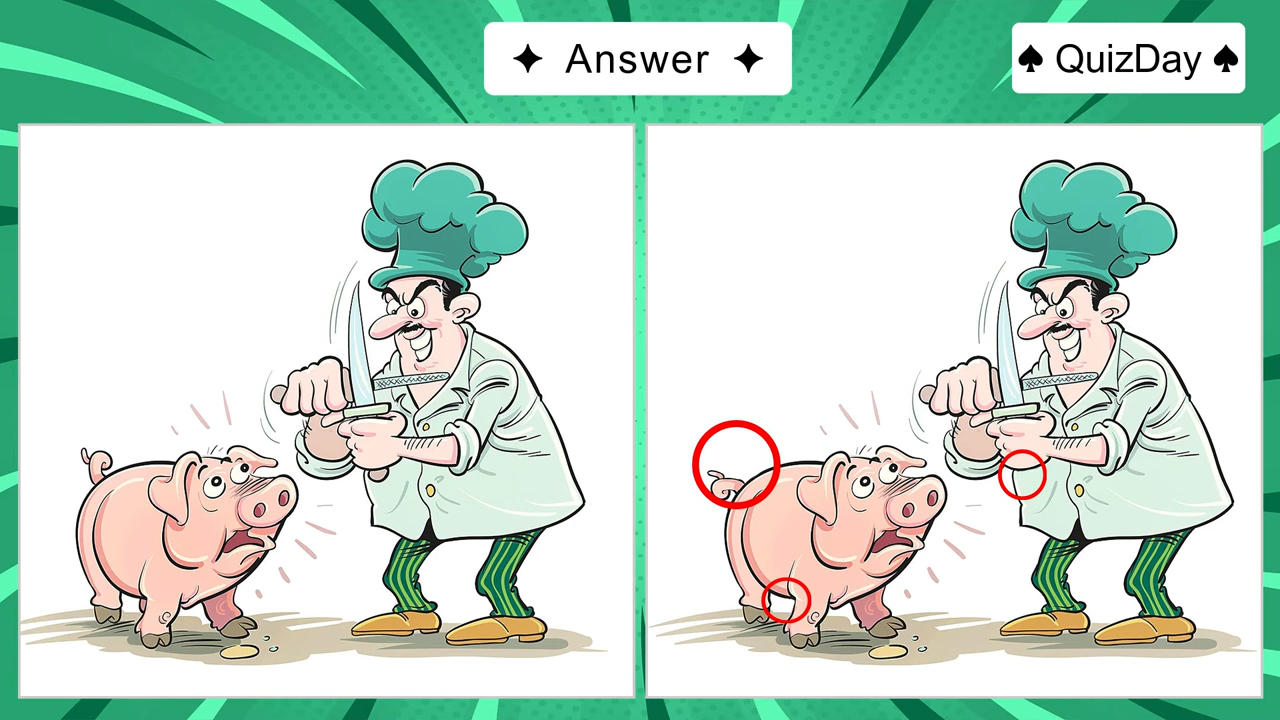 ✦ Answer ✦
♠ QuizDay ♠